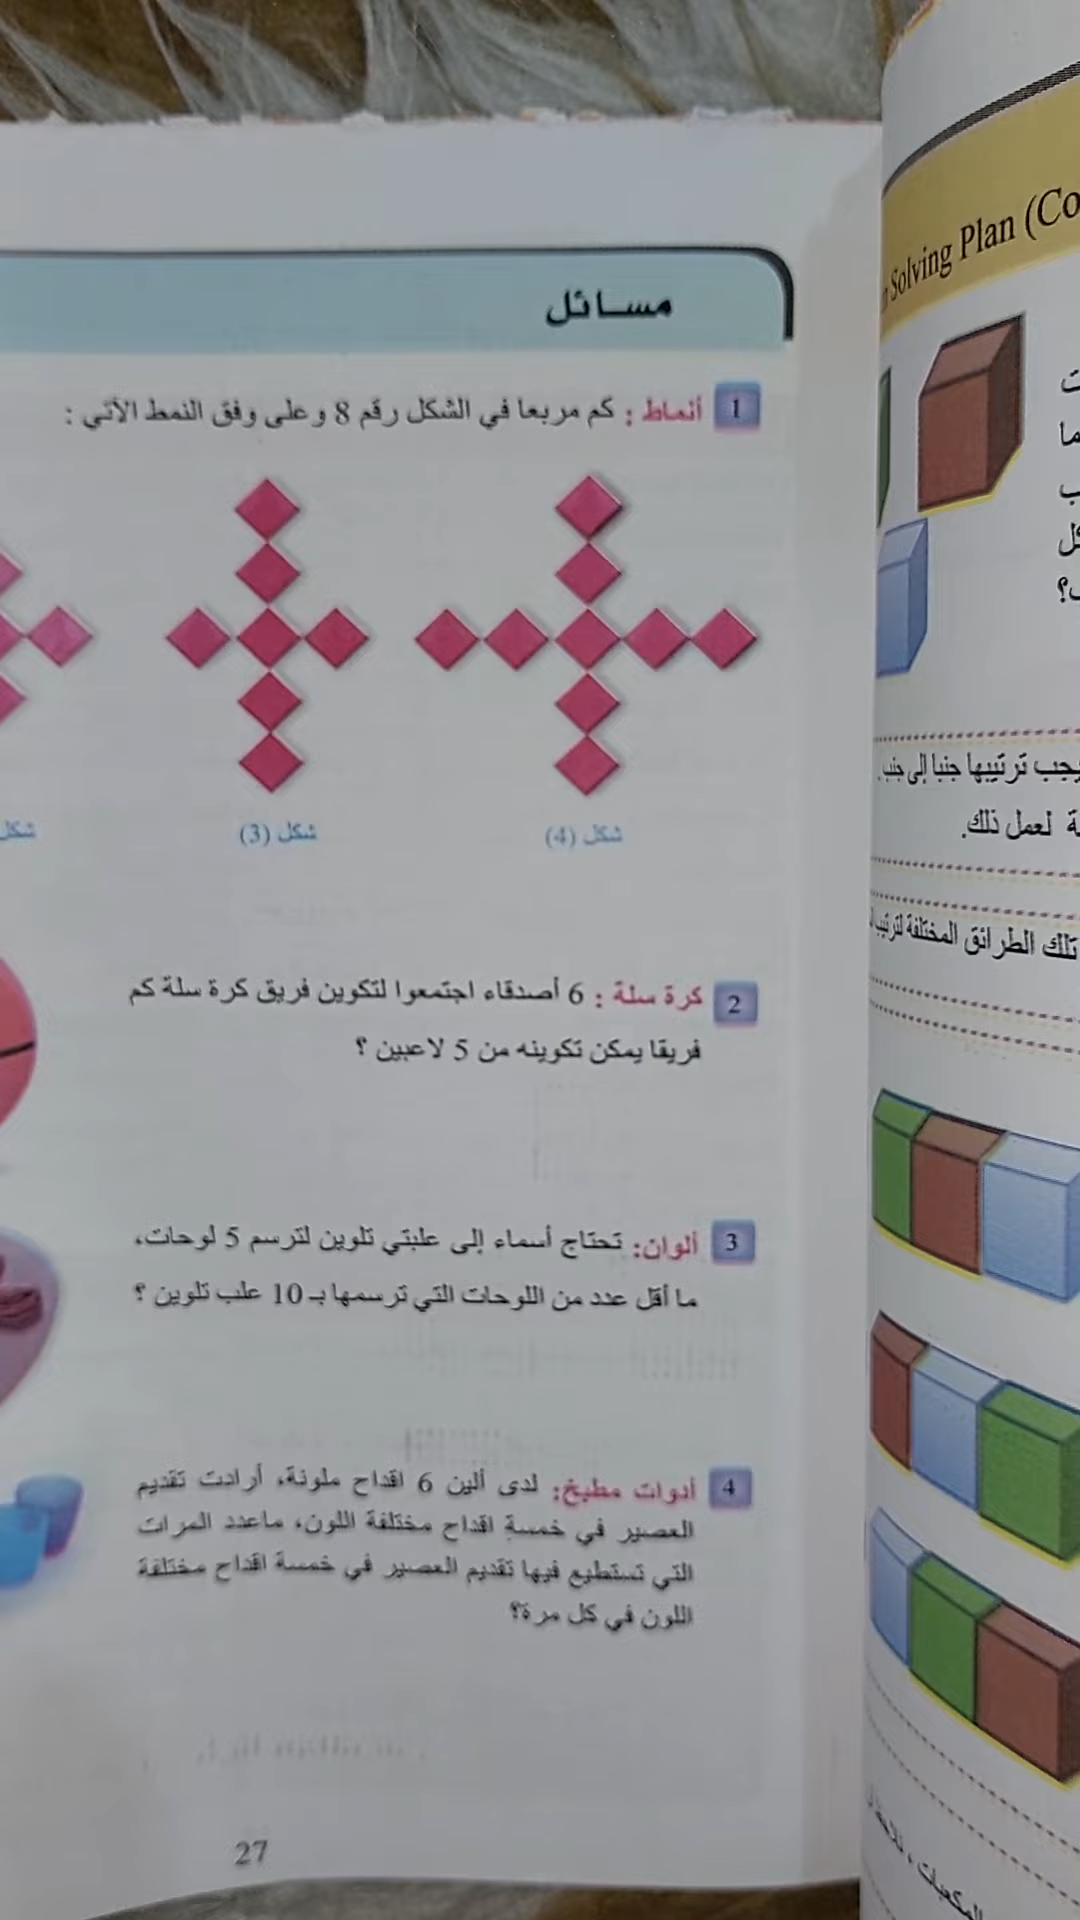 مسائل
1 أنماط : كم مربعا في الشكل رقم 8 وعلى وفق النمط الآتي :
شكل (4)
شكل (3)
شكل
2 كرة سلة : 6 أصدقاء اجتمعوا لتكوين فريق كرة سلة كم
فريقا يمكن تكوينه من 5 لاعبين ؟
3 ألوان: تحتاج أسماء إلى علبتي تلوين لترسم 5 لوحات،
ما أقل عدد من اللوحات التي ترسمها بـ 10 علب تلوين ؟
4 أدوات مطبخ: لدى ألين 6 اقداح ملونة، أرادت تقديم
العصير في خمسة اقداح مختلفة اللون، ماعدد المرات
التي تستطيع فيها تقديم العصير في خمسة اقداح مختلفة
اللون في كل مرة؟
27
Solving Plan (Co
يجب ترتيبها جنبا إلى جنب.
لعمل ذلك.
تلك الطرائق المختلفة لترتيب
المكعبات ،